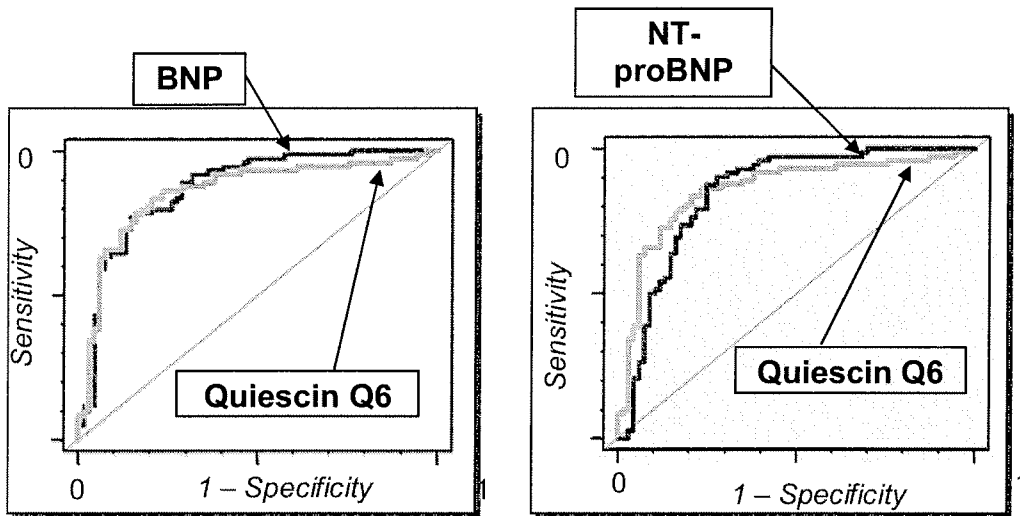 BNP
0
Sensitivity
Quiescin Q6
0
1 – Specificity
1
NT-
proBNP
0
Sensitivity
Quiescin Q6
0
1 – Specificity